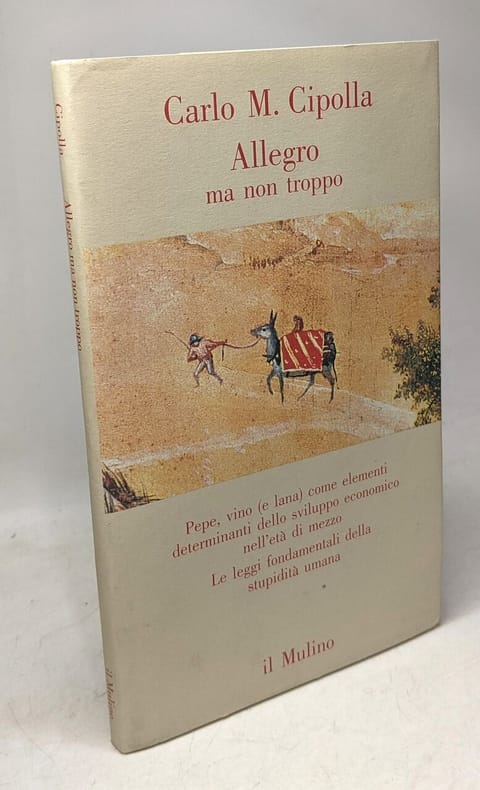 Carlo M. Cipolla
Allegro
ma non troppo
Pepe, vino (e lana) come elementi
determinanti dello sviluppo economico
nell'età di mezzo
Le leggi fondamentali della
stupidità umana
il Mulino
Cipolla
Allegro ma non troppo
il Mulino